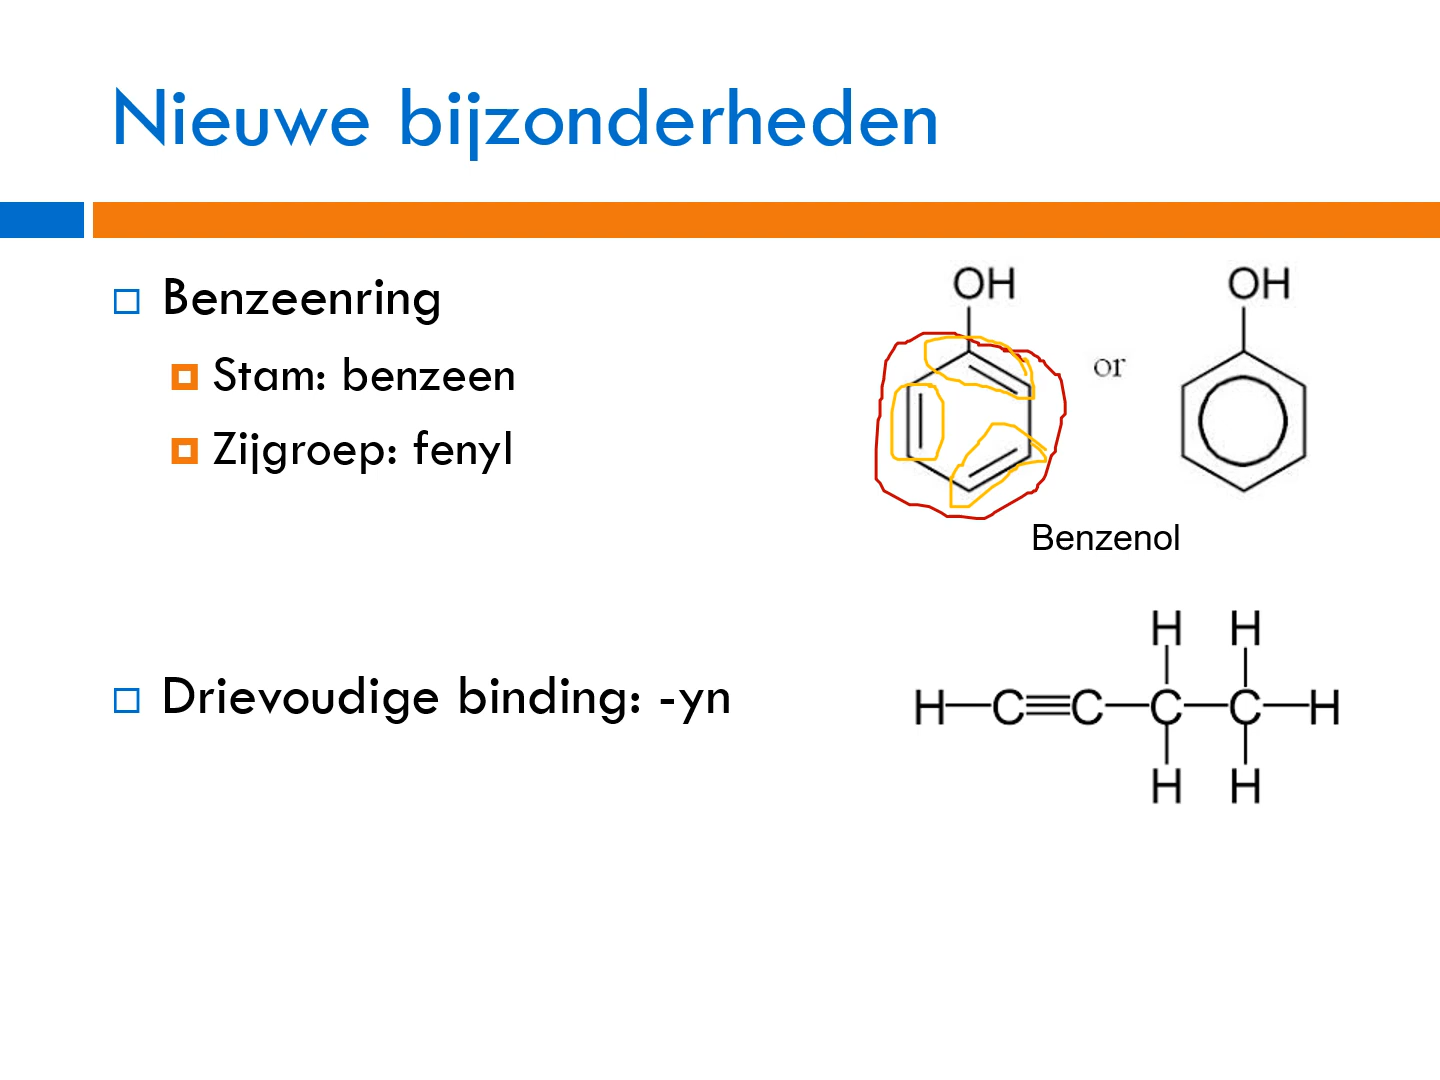 Nieuwe bijzonderheden
Benzeenring
Stam: benzeen
Zijgroep: fenyl
OH
or
OH
Benzenol
Drievoudige binding: -yn
H H
H C C C C H
H H